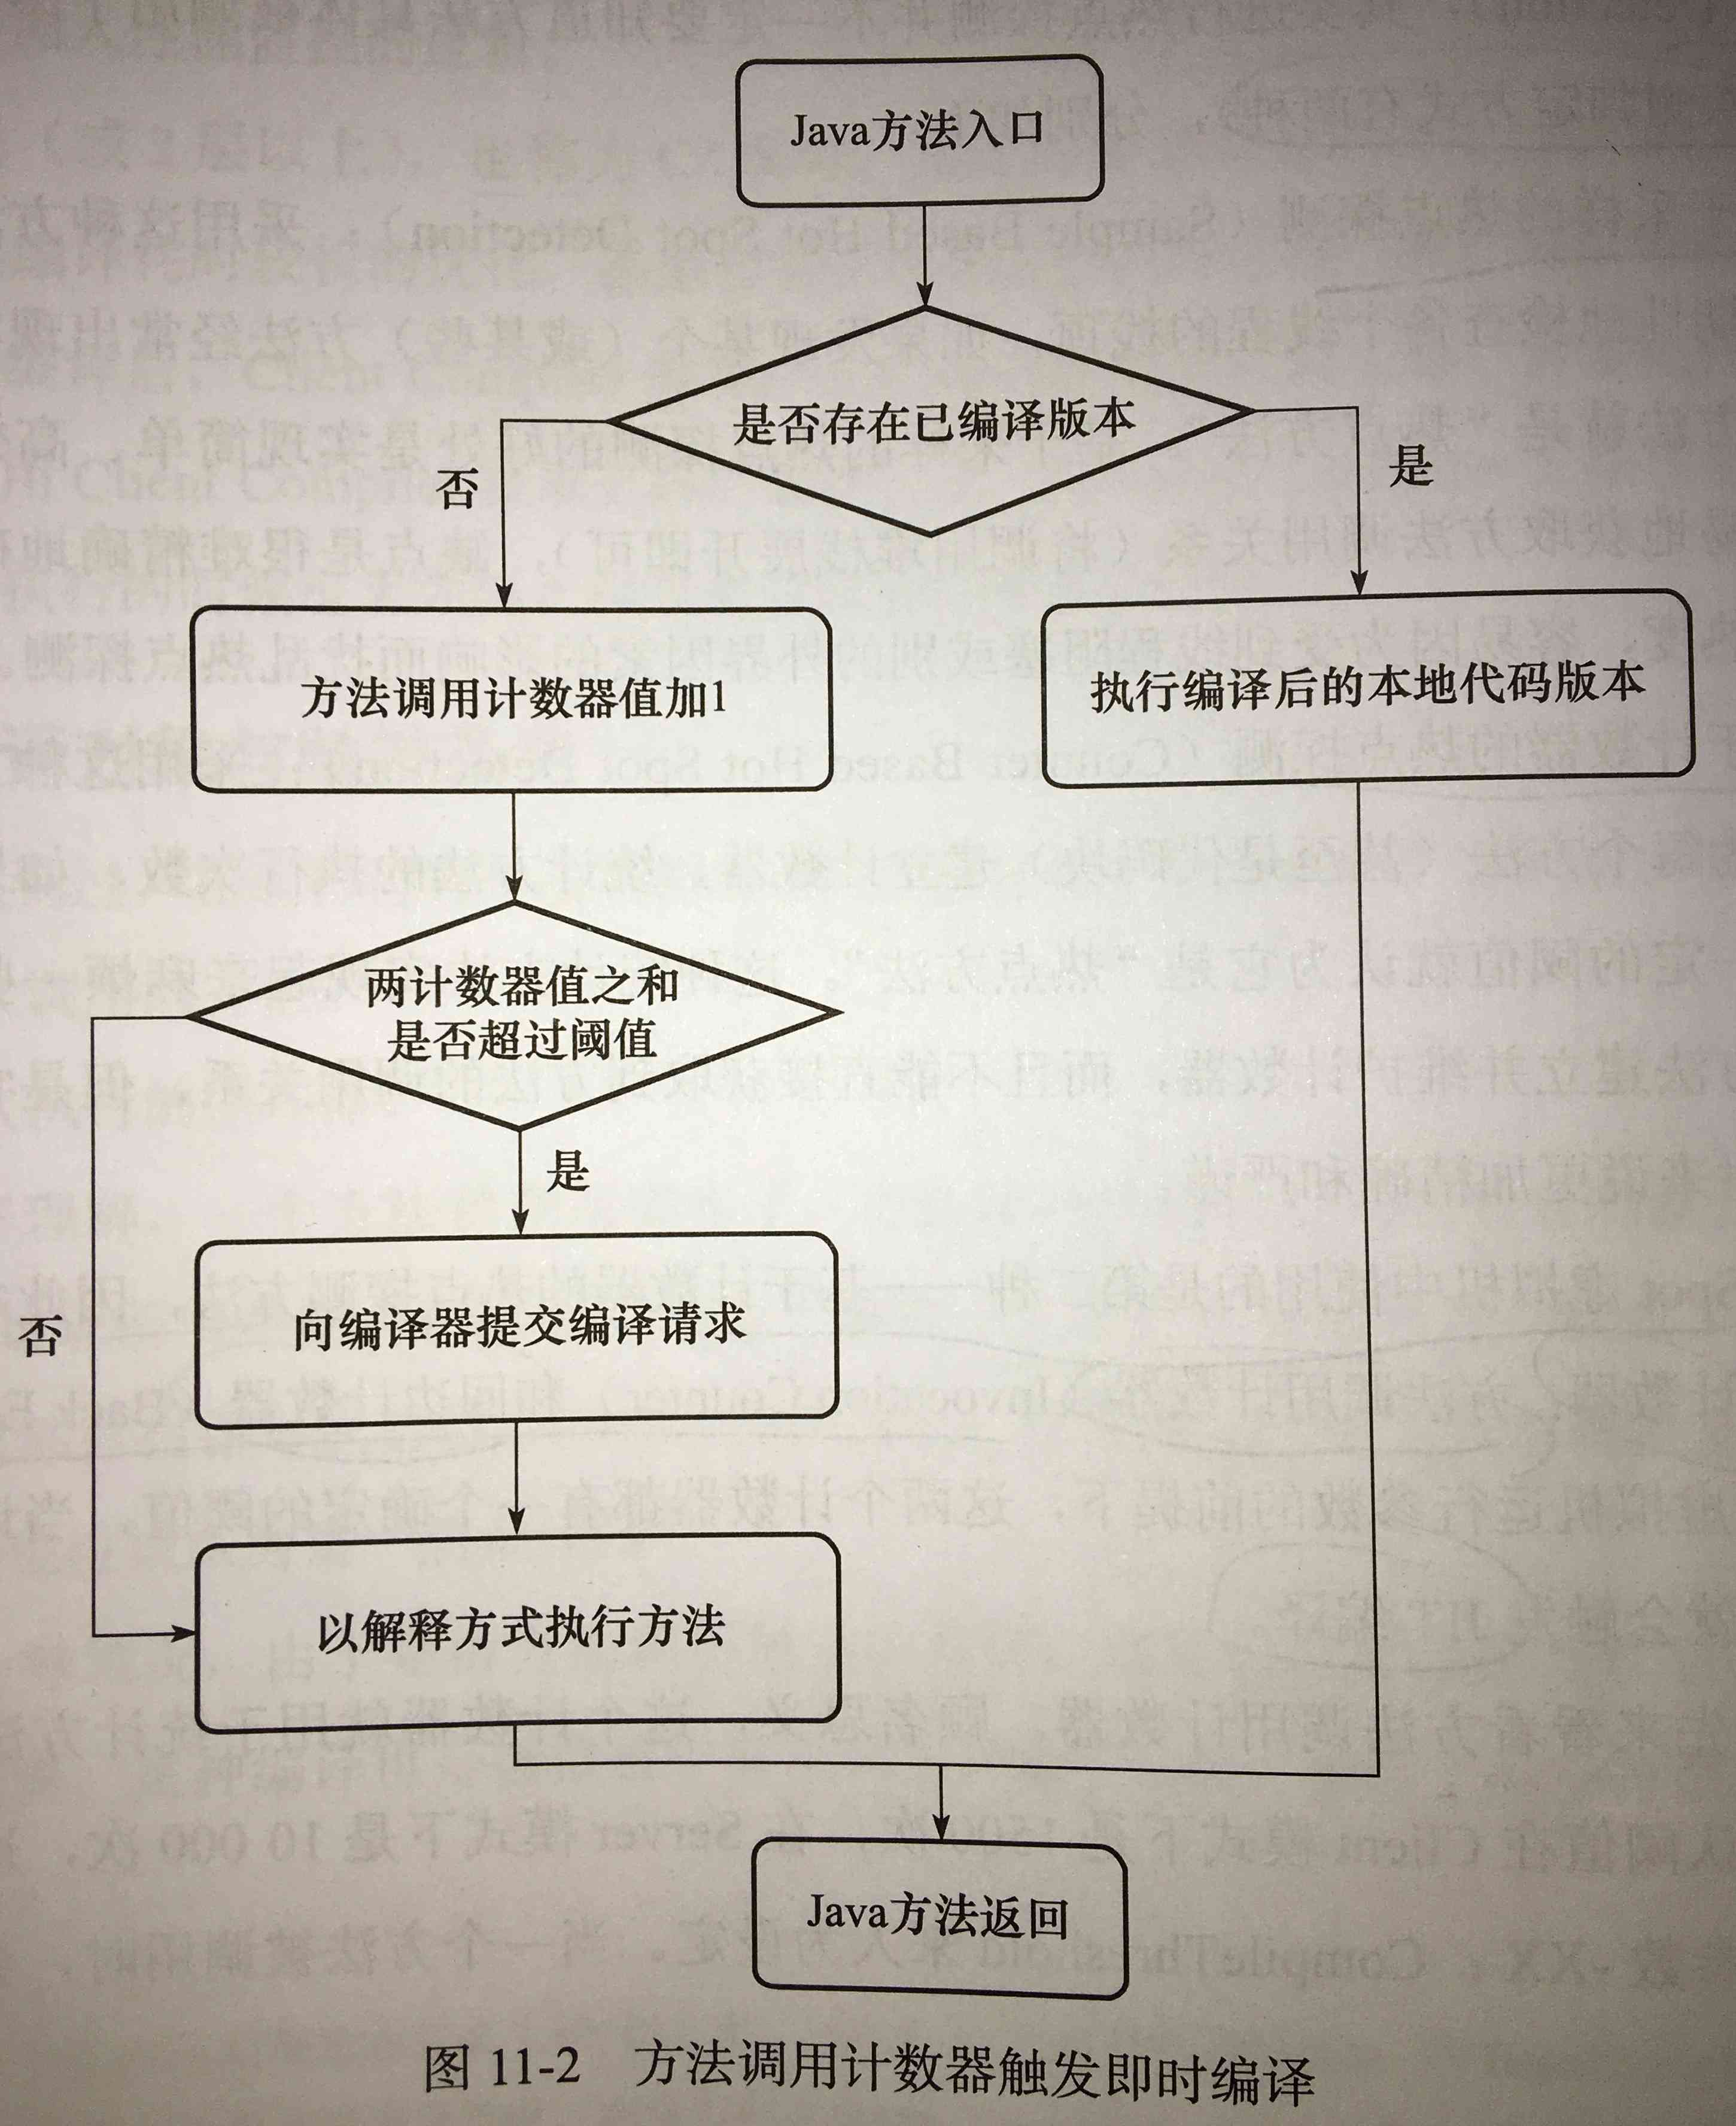 Java方法入口
是否存在已编译版本
否
是
方法调用计数器值加1
执行编译后的本地代码版本
两计数器值之和
是否超过阈值
是
否
向编译器提交编译请求
以解释方式执行方法
Java方法返回
图 11-2 方法调用计数器触发即时编译